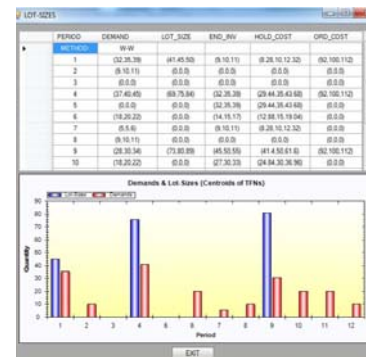 LOT-SIZES
PERIOD DEMAND LOT_SIZE END_INV HOLD_COST ORD_COST
METHOD: W-W
1 (32,35,39) (41,45,50) (9,10,11) (8.28,10,12.32) (92,100,112)
2 (9,10,11) (0,0,0) (0,0,0) (0,0,0) (0,0,0)
3 (0,0,0) (0,0,0) (0,0,0) (0,0,0) (0,0,0)
4 (37,40,45) (69,75,84) (32,35,39) (29.44,35,43.68) (92,100,112)
5 (0,0,0) (0,0,0) (32,35,39) (29.44,35,43.68) (0,0,0)
6 (18,20,22) (0,0,0) (14,15,17) (12.88,15,19.04) (0,0,0)
7 (5,5,6) (0,0,0) (9,10,11) (8.28,10,12.32) (0,0,0)
8 (9,10,11) (0,0,0) (0,0,0) (0,0,0) (0,0,0)
9 (28,30,34) (73,80,89) (45,50,55) (41.4,50,61.6) (92,100,112)
10 (18,20,22) (0,0,0) (27,30,33) (24.84,30,36.96) (0,0,0)
Demands & Lot-Sizes (Centroids of TFNs)
Lot-Sizes Demands
90
80
70
60
50
40
30
20
10
0
Quantity
1 2 3 4 5 6 7 8 9 10 11 12
Period
EXIT